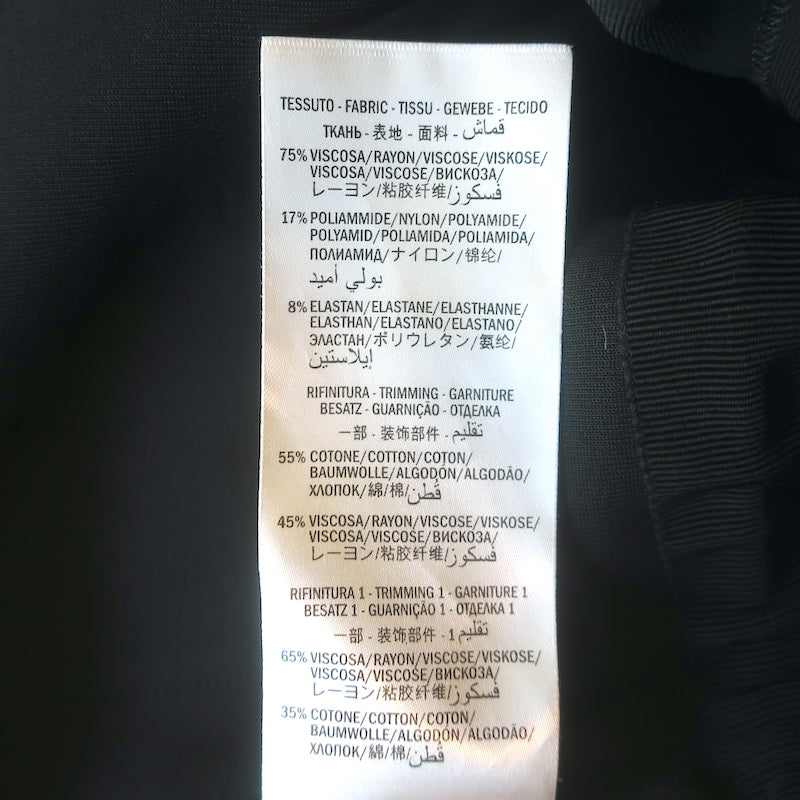 TESSUTO - FABRIC - TISSU - GEWEBE - TECIDO
ТКАНЬ - 表地 - 面料 - قماش
75% VISCOSA/RAYON/VISCOSE/VISKOSE/
VISCOSA/VISCOSE/ВИСКОЗА/
レーヨン/粘胶纤维/فسكوز
17% POLIAMMIDE/NYLON/POLYAMIDE/
POLYAMID/POLIAMIDA/POLIAMIDA/
ПОЛИАМИД/ナイロン/锦纶/
بولي أميد
8% ELASTAN/ELASTANE/ELASTHANNE/
ELASTHAN/ELASTANO/ELASTANO/
ЭЛАСТАН/ポリウレタン/氨纶/
إيلاستين
RIFINITURA - TRIMMING - GARNITURE
BESATZ - GUARNIÇÃO - ОТДЕЛКА
一部 - 装饰部件 - تقليم
55% COTONE/COTTON/COTON/
BAUMWOLLE/ALGODÓN/ALGODÃO/
ХЛОПОК/綿/棉/قُطن
45% VISCOSA/RAYON/VISCOSE/VISKOSE/
VISCOSA/VISCOSE/ВИСКОЗА/
レーヨン/粘胶纤维/فسكوز
RIFINITURA 1 - TRIMMING 1 - GARNITURE 1
BESATZ 1 - GUARNIÇÃO 1 - ОТДЕЛКА 1
一部 - 装饰部件 - 1 تقليم
65% VISCOSA/RAYON/VISCOSE/VISKOSE/
VISCOSA/VISCOSE/ВИСКОЗА/
レーヨン/粘胶纤维/فسكوز
35% COTONE/COTTON/COTON/
BAUMWOLLE/ALGODÓN/ALGODÃO/
ХЛОПОК/綿/棉/قُطن